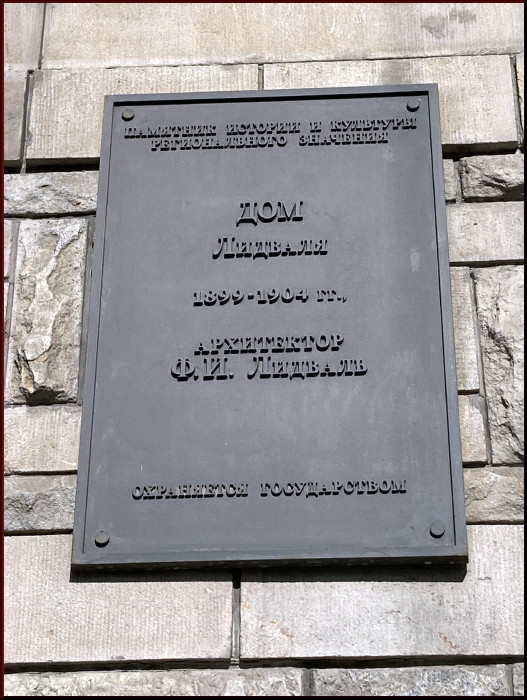 ПАМЯТНИК ИСТОРИИ И КУЛЬТУРЫ
РЕГИОНАЛЬНОГО ЗНАЧЕНИЯ
ДОМ
ЛИДВАЛЯ
1899-1904 гг.,
АРХИТЕКТОР
Ф.И. ЛИДВАЛЬ
ОХРАНЯЕТСЯ ГОСУДАРСТВОМ